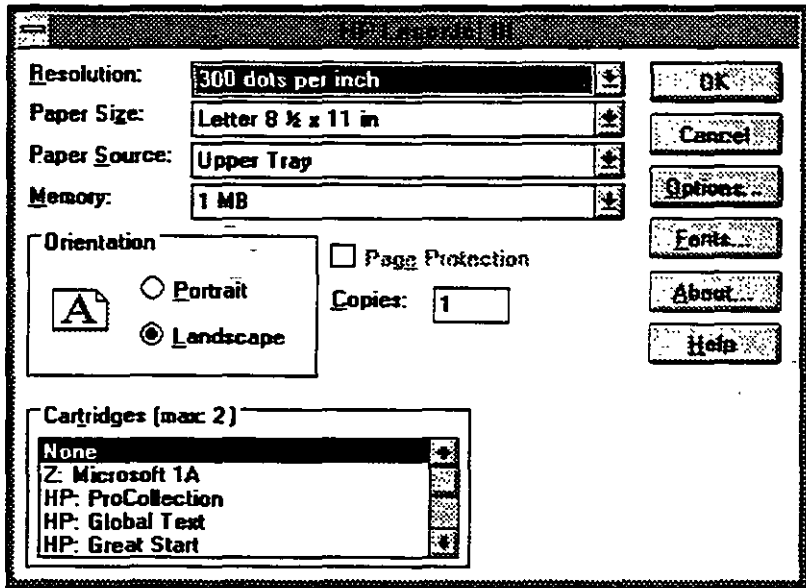 HP LaserJet III
Resolution: 300 dots per inch
OK
Paper Size: Letter 8 ½ x 11 in
Cancel
Paper Source: Upper Tray
Options...
Memory: 1 MB
Fonts...
Orientation
Page Protection
A
Portrait
Copies: 1
About...
Landscape
Help
Cartridges (max: 2)
None
Z: Microsoft 1A
HP: ProCollection
HP: Global Text
HP: Great Start